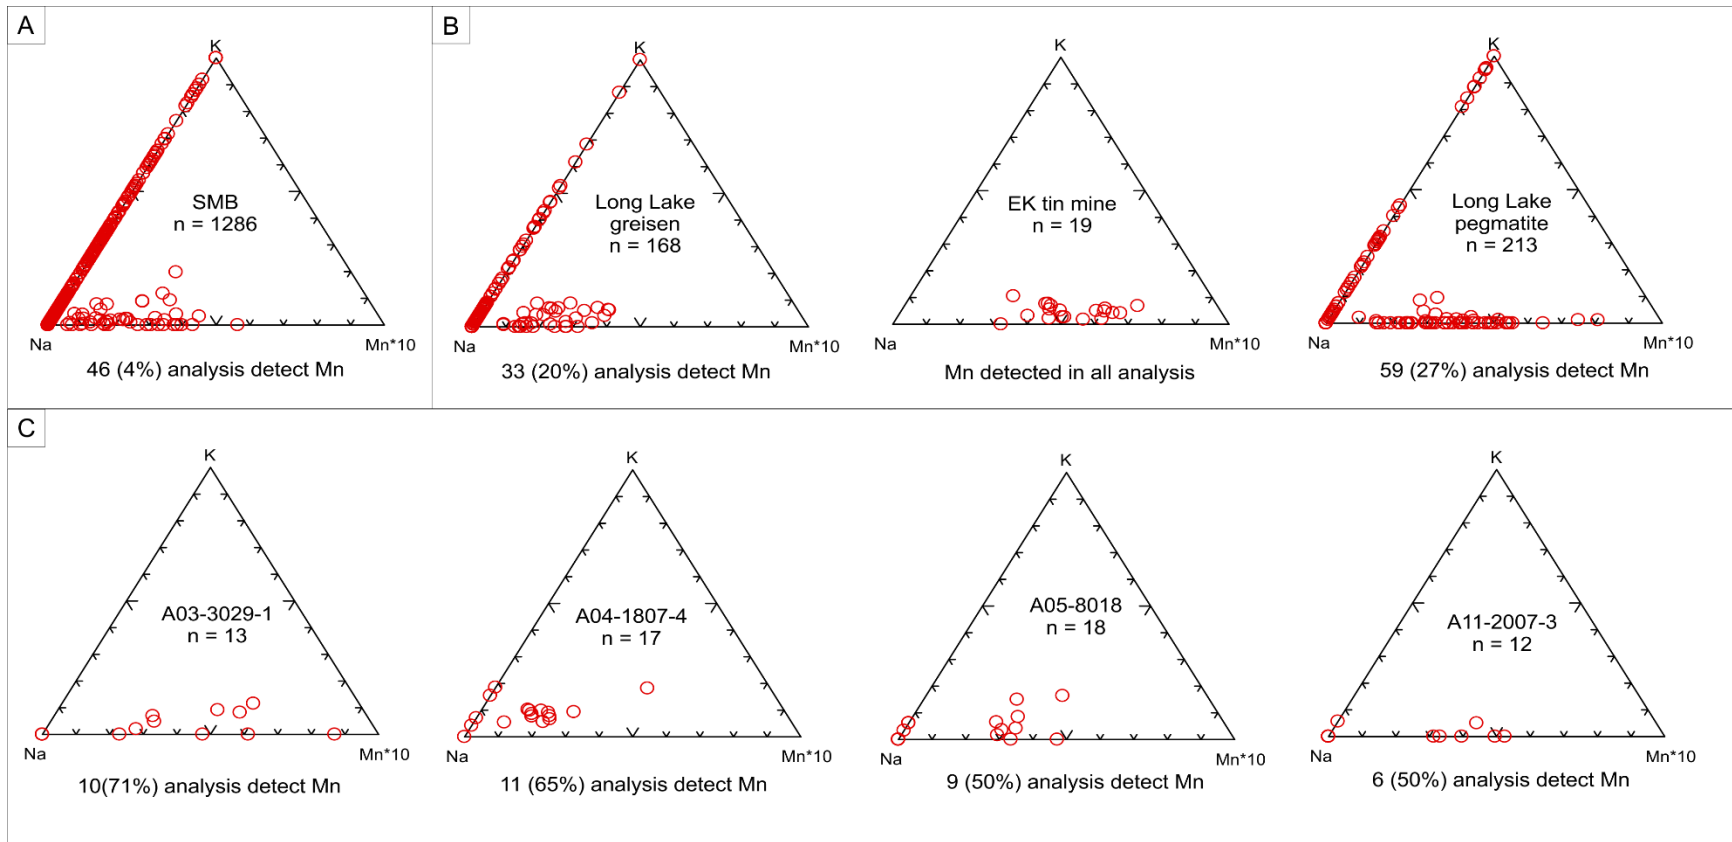 A
K
SMB
n = 1286
Na
Mn*10
46 (4%) analysis detect Mn
B
K
Long Lake
greisen
n = 168
Na
Mn*10
33 (20%) analysis detect Mn
K
EK tin mine
n = 19
Na
Mn*10
Mn detected in all analysis
K
Long Lake
pegmatite
n = 213
Na
Mn*10
59 (27%) analysis detect Mn
C
K
A03-3029-1
n = 13
Na
Mn*10
10(71%) analysis detect Mn
K
A04-1807-4
n = 17
Na
Mn*10
11 (65%) analysis detect Mn
K
A05-8018
n = 18
Na
Mn*10
9 (50%) analysis detect Mn
K
A11-2007-3
n = 12
Na
Mn*10
6 (50%) analysis detect Mn